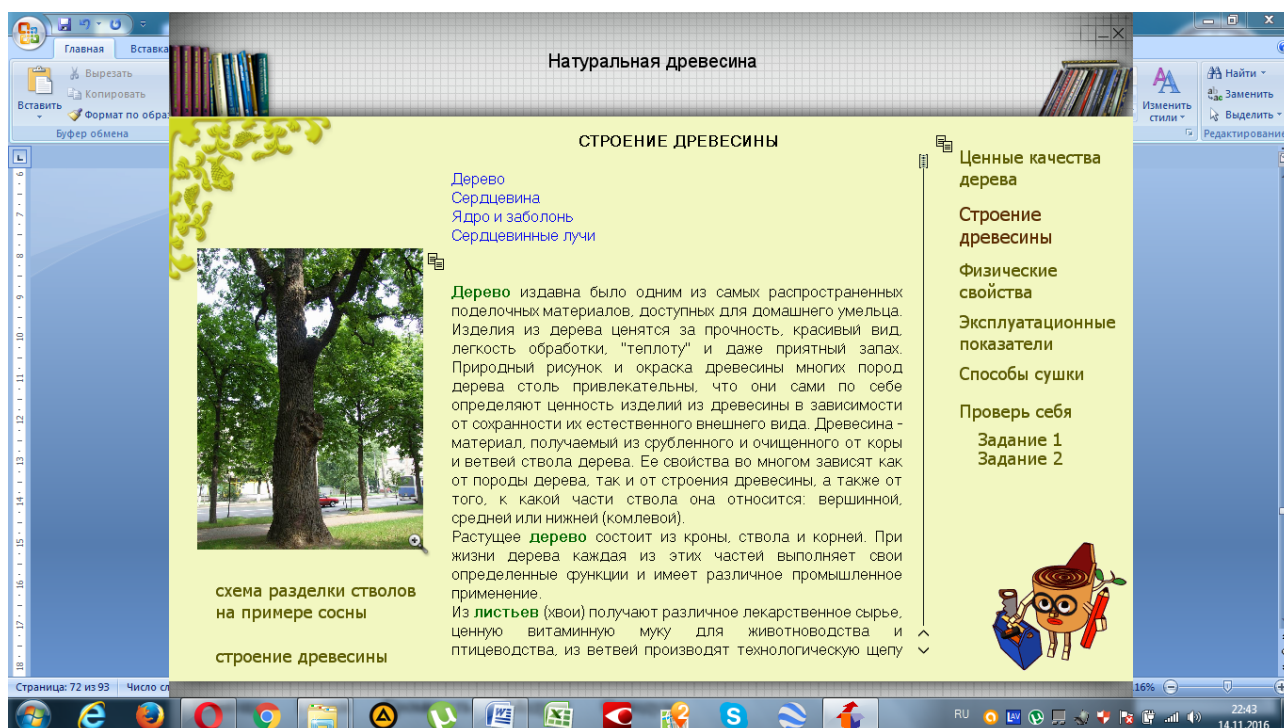 Главная Вставка
Вырезать
Копировать
Вставить
Формат по обра
Буфер обмена
Натуральная древесина
Изменить стили
Найти
Заменить
Выделить
Редактирование
СТРОЕНИЕ ДРЕВЕСИНЫ
Дерево
Сердцевина
Ядро и заболонь
Сердцевинные лучи
Дерево издавна было одним из самых распространенных
поделочных материалов, доступных для домашнего умельца.
Изделия из дерева ценятся за прочность, красивый вид,
легкость обработки, "теплоту" и даже приятный запах.
Природный рисунок и окраска древесины многих пород
дерева столь привлекательны, что они сами по себе
определяют ценность изделий из древесины в зависимости
от сохранности их естественного внешнего вида. Древесина -
материал, получаемый из срубленного и очищенного от коры
и ветвей ствола дерева. Ее свойства во многом зависят как
от породы дерева, так и от строения древесины, а также от
того, к какой части ствола она относится: вершинной,
средней или нижней (комлевой).
Растущее дерево состоит из кроны, ствола и корней. При
жизни дерева каждая из этих частей выполняет свои
определенные функции и имеет различное промышленное
применение.
Из листьев (хвои) получают различное лекарственное сырье,
ценную витаминную муку для животноводства и
птицеводства, из ветвей производят технологическую щепу
схема разделки стволов
на примере сосны
строение древесины
Ценные качества
дерева
Строение
древесины
Физические
свойства
Эксплуатационные
показатели
Способы сушки
Проверь себя
Задание 1
Задание 2
Страница: 72 из 93 Число сл
16%
RU
22:43
14.11.2016